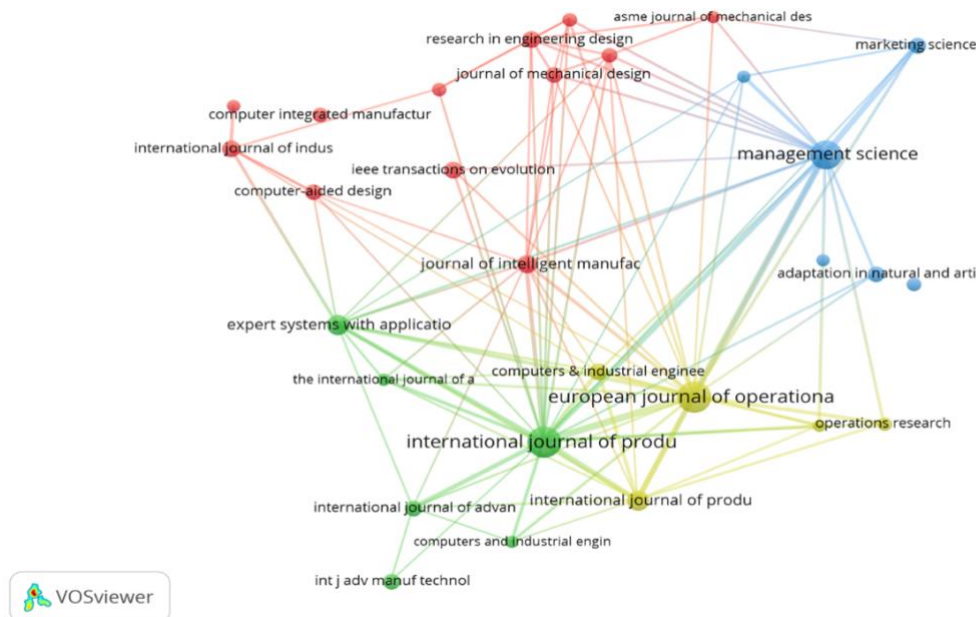 asme journal of mechanical des
research in engineering design
marketing science
journal of mechanical design
computer integrated manufactur
international journal of indus
management science
ieee transactions on evolution
computer-aided design
journal of intelligent manufac
adaptation in natural and arti
expert systems with applicatio
computers & industrial enginee
the international journal of a
european journal of operationa
operations research
international journal of produ
international journal of produ
international journal of advan
computers and industrial engin
int j adv manuf technol
VOSviewer